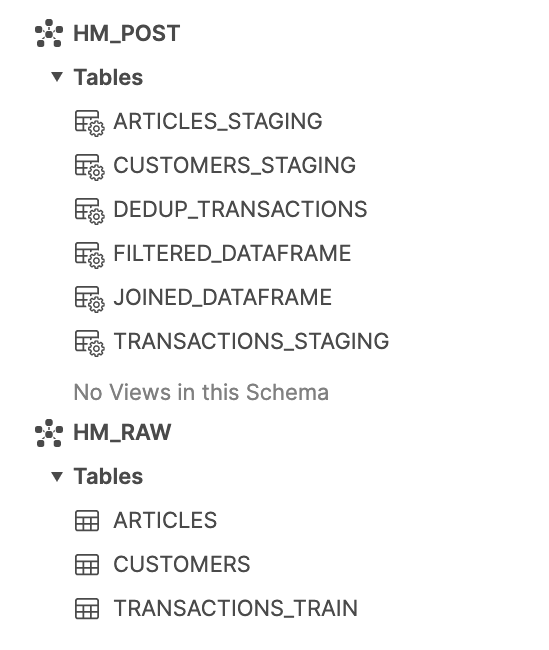 HM_POST
Tables
ARTICLES_STAGING
CUSTOMERS_STAGING
DEDUP_TRANSACTIONS
FILTERED_DATAFRAME
JOINED_DATAFRAME
TRANSACTIONS_STAGING
No Views in this Schema
HM_RAW
Tables
ARTICLES
CUSTOMERS
TRANSACTIONS_TRAIN